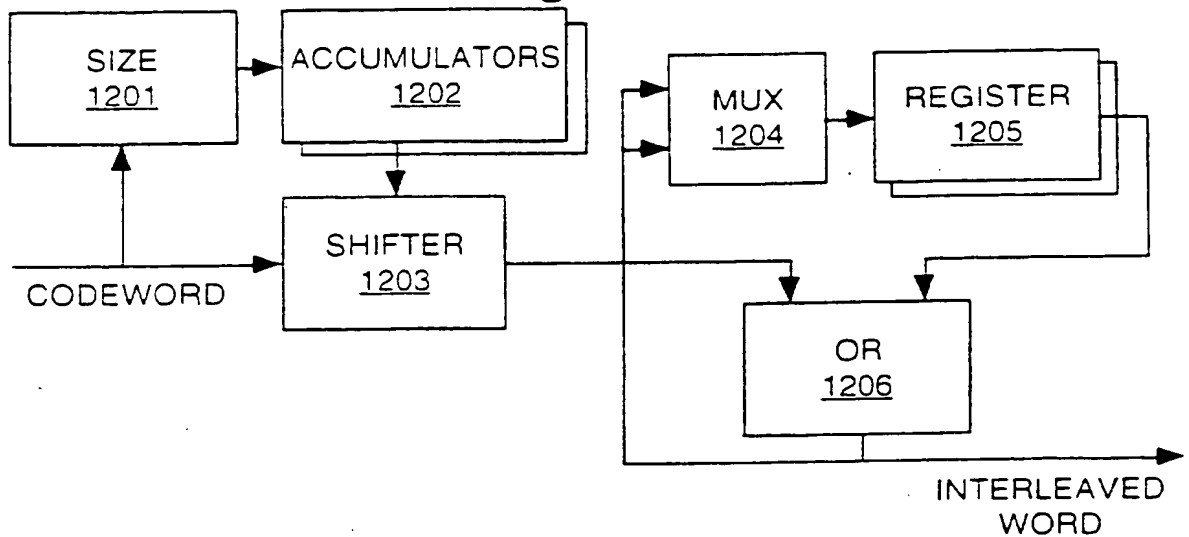 SIZE
1201
ACCUMULATORS
1202
MUX
1204
REGISTER
1205
SHIFTER
1203
CODEWORD
OR
1206
INTERLEAVED
WORD